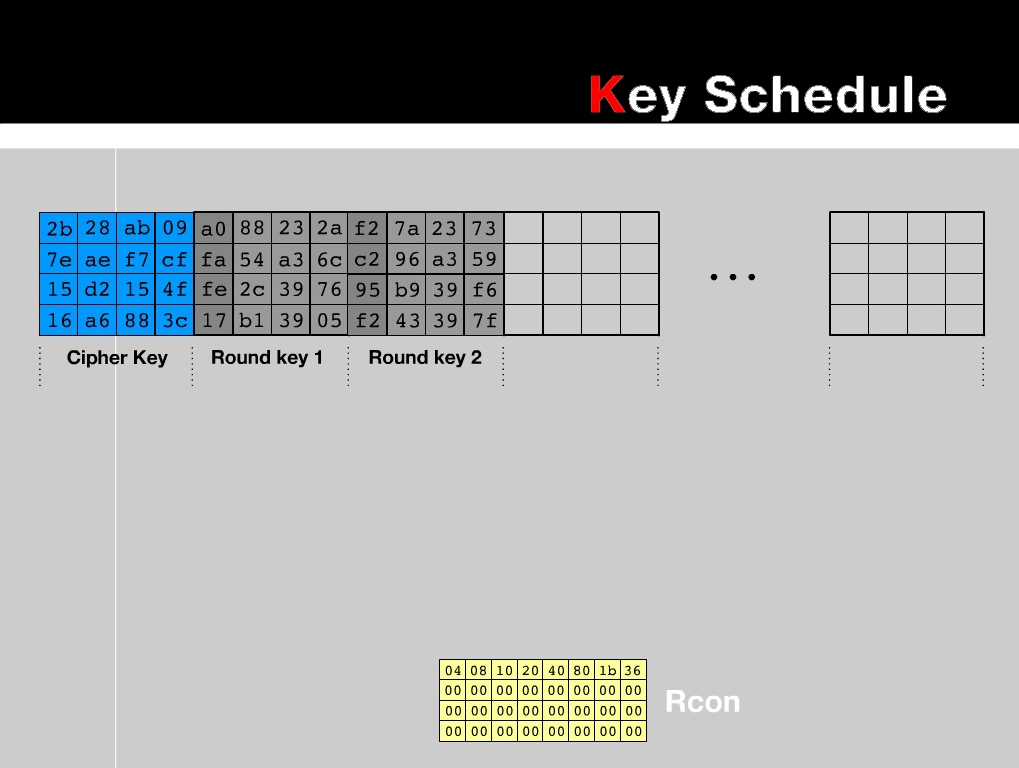 Key Schedule
2b 28 ab 09 a0 88 23 2a f2 7a 23 73
7e ae f7 cf fa 54 a3 6c c2 96 a3 59
15 d2 15 4f fe 2c 39 76 95 b9 39 f6
16 a6 88 3c 17 b1 39 05 f2 43 39 7f
...
Cipher Key Round key 1 Round key 2
04 08 10 20 40 80 1b 36
00 00 00 00 00 00 00 00
00 00 00 00 00 00 00 00
00 00 00 00 00 00 00 00
Rcon